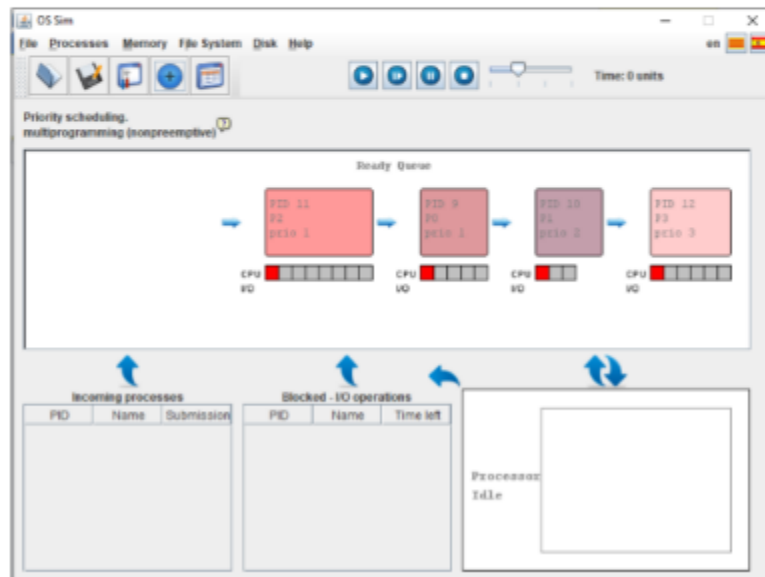 OS Sim
File Processes Memory File System Disk Help
en
Time: 0 units
Priority scheduling.
multiprogramming (nonpreemptive)
Ready Queue
PID 11 PID 9 PID 10 PID 12
P2 P0 P1 P3
prio 1 prio 1 prio 2 prio 3
CPU CPU CPU CPU
I/O I/O I/O I/O
Incoming processes Blocked - I/O operations
PID Name Submission PID Name Time left
Processor
Idle